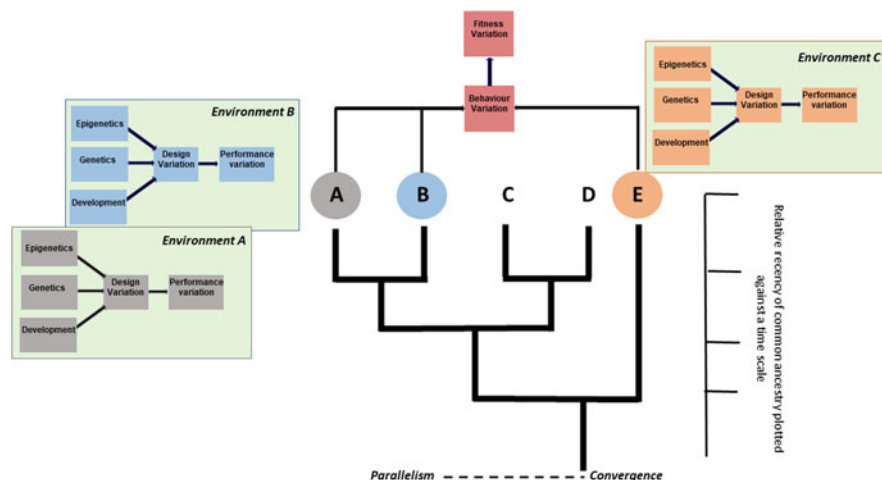 Fitness
Variation
Behaviour
Variation
Environment C
Epigenetics
Genetics
Development
Design
Variation
Performance
variation
Environment B
Epigenetics
Genetics
Development
Design
Variation
Performance
variation
Environment A
Epigenetics
Genetics
Development
Design
Variation
Performance
variation
A
B
C
D
E
Relative recency of common ancestry plotted
against a time scale
Parallelism
Convergence